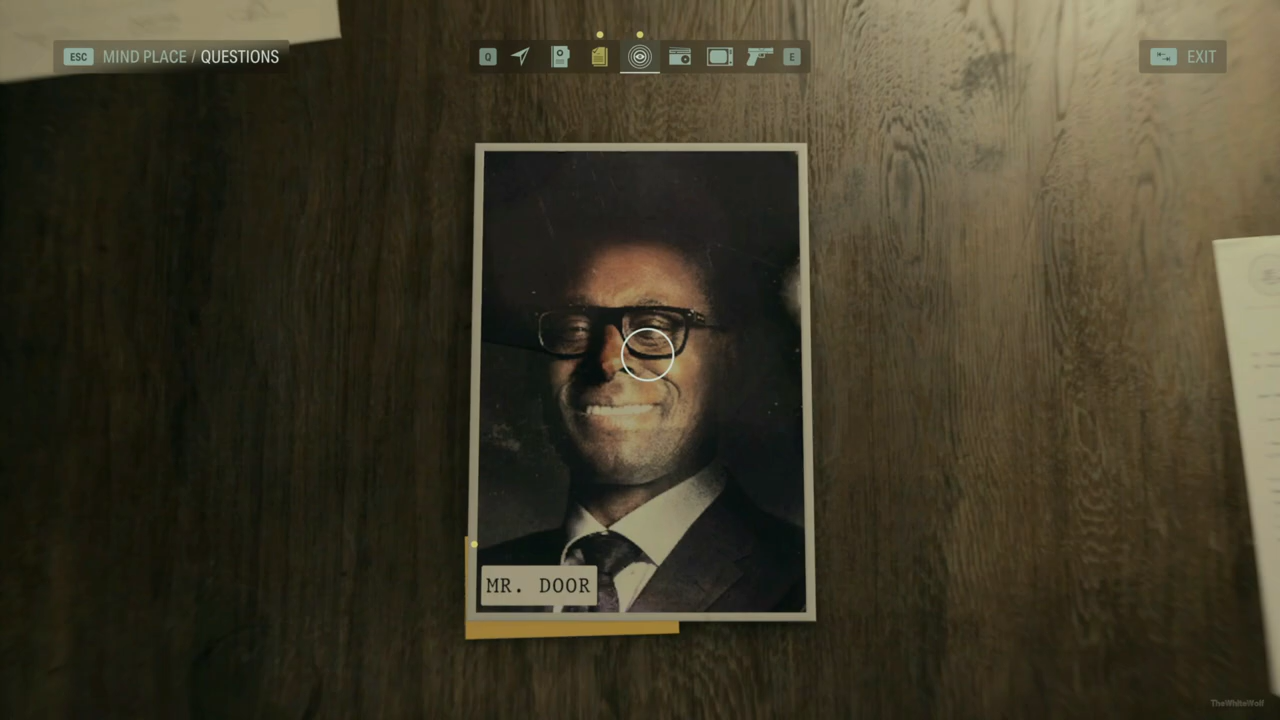 ESC MIND PLACE / QUESTIONS
Q
E
EXIT
MR. DOOR
TheWhiteWolf